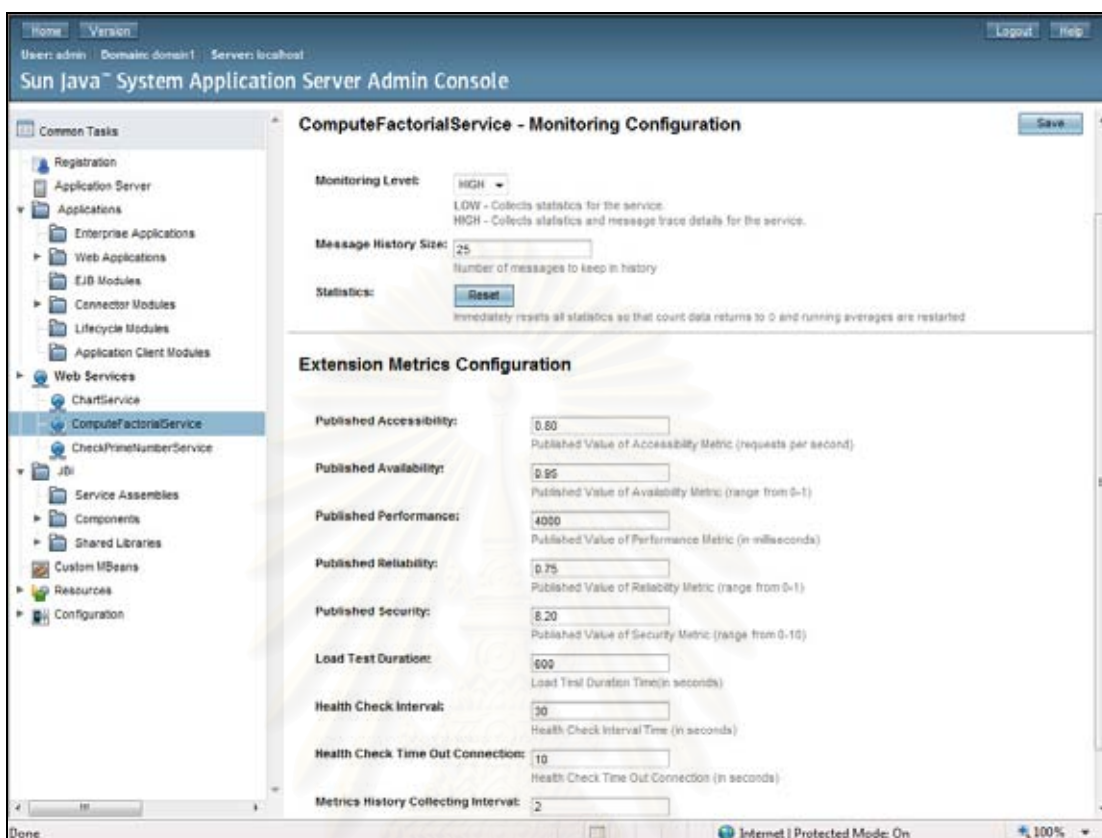 Home Version Logout Help
User: admin Domain: domain1 Server: localhost
Sun Java™ System Application Server Admin Console
Common Tasks
Registration
Application Server
Applications
Enterprise Applications
Web Applications
EJB Modules
Connector Modules
Lifecycle Modules
Application Client Modules
Web Services
ChartService
ComputeFactorialService
CheckPrimeNumberService
JBI
Service Assemblies
Components
Shared Libraries
Custom MBeans
Resources
Configuration
ComputeFactorialService - Monitoring Configuration
Save
Monitoring Level: HIGH
LOW - Collects statistics for the service.
HIGH - Collects statistics and message trace details for the service.
Message History Size: 25
Number of messages to keep in history
Statistics: Reset
Immediately resets all statistics so that count data returns to 0 and running averages are restarted
Extension Metrics Configuration
Published Accessibility: 0.80
Published Value of Accessibility Metric (requests per second)
Published Availability: 0.95
Published Value of Availability Metric (range from 0-1)
Published Performance: 4000
Published Value of Performance Metric (in milliseconds)
Published Reliability: 0.75
Published Value of Reliability Metric (range from 0-1)
Published Security: 8.20
Published Value of Security Metric (range from 0-10)
Load Test Duration: 600
Load Test Duration Time(in seconds)
Health Check Interval: 30
Health Check Interval Time (in seconds)
Health Check Time Out Connection: 10
Health Check Time Out Connection (in seconds)
Metrics History Collecting Interval: 2
Done
Internet | Protected Mode: On
100%